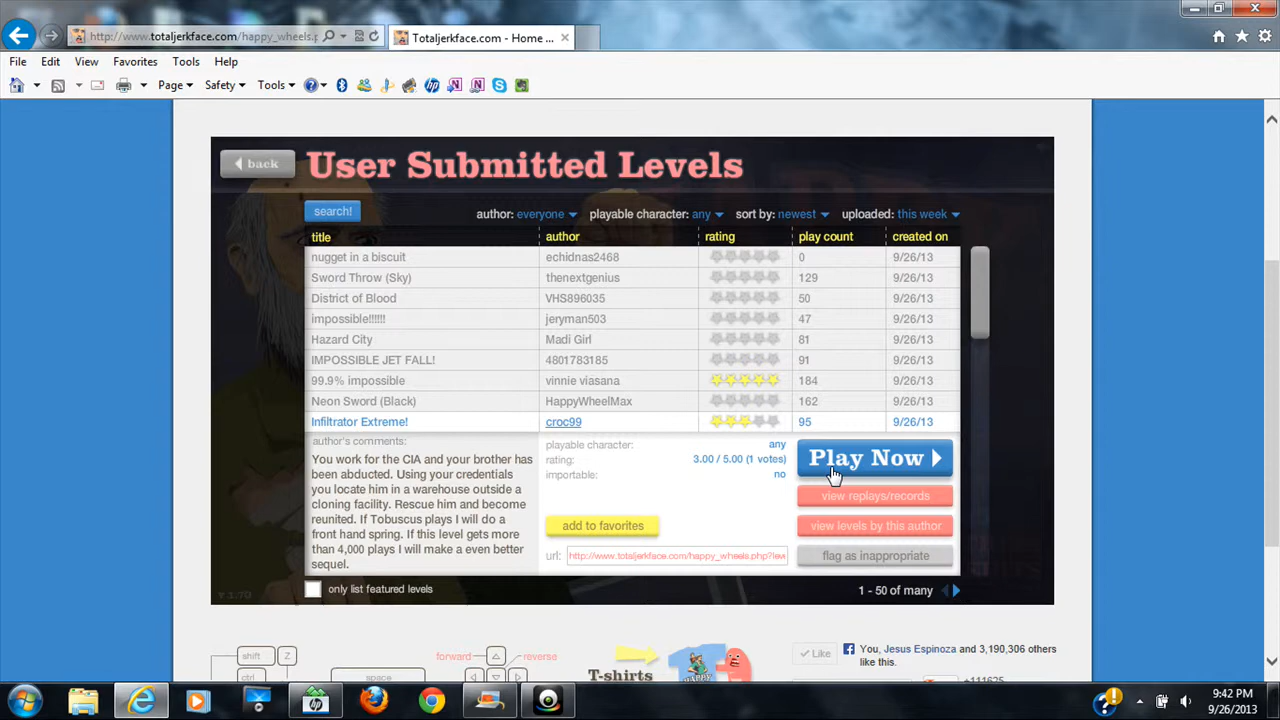 http://www.totaljerkface.com/happy_wheels.p
Totaljerkface.com - Home ...
File Edit View Favorites Tools Help
Page Safety Tools
back
User Submitted Levels
search! author: everyone playable character: any sort by: newest uploaded: this week
title author rating play count created on
nugget in a biscuit echidnas2468 0 9/26/13
Sword Throw (Sky) thenextgenius 129 9/26/13
District of Blood VHS896035 50 9/26/13
impossible!!!!!! jeryman503 47 9/26/13
Hazard City Madi Girl 81 9/26/13
IMPOSSIBLE JET FALL! 4801783185 91 9/26/13
99.9% impossible vinnie viasana 184 9/26/13
Neon Sword (Black) HappyWheelMax 162 9/26/13
Infiltrator Extreme! croc99 95 9/26/13
author's comments:
You work for the CIA and your brother has been abducted. Using your credentials you locate him in a warehouse outside a cloning facility. Rescue him and become reunited. If Tobuscus plays I will do a front hand spring. If this level gets more than 4,000 plays I will make a even better sequel.
playable character: any
rating: 3.00 / 5.00 (1 votes)
importable: no
add to favorites
url: http://www.totaljerkface.com/happy_wheels.php?lev
Play Now
view replays/records
view levels by this author
flag as inappropriate
only list featured levels
1 - 50 of many
v 1.70
shift Z
ctrl
space
forward reverse
T-shirts
HAPPY
Like
You, Jesus Espinoza and 3,190,306 others like this.
+111625
9:42 PM
9/26/2013